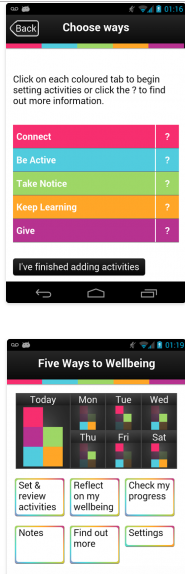 01:16
Back
Choose ways
Click on each coloured tab to begin
setting activities or click the ? to find
out more information.
Connect ?
Be Active ?
Take Notice ?
Keep Learning ?
Give ?
I've finished adding activities
01:19
Five Ways to Wellbeing
Today Mon Tue Wed
Thu Fri Sat
Set &
review
activities
Reflect
on my
wellbeing
Check my
progress
Notes
Find out
more
Settings